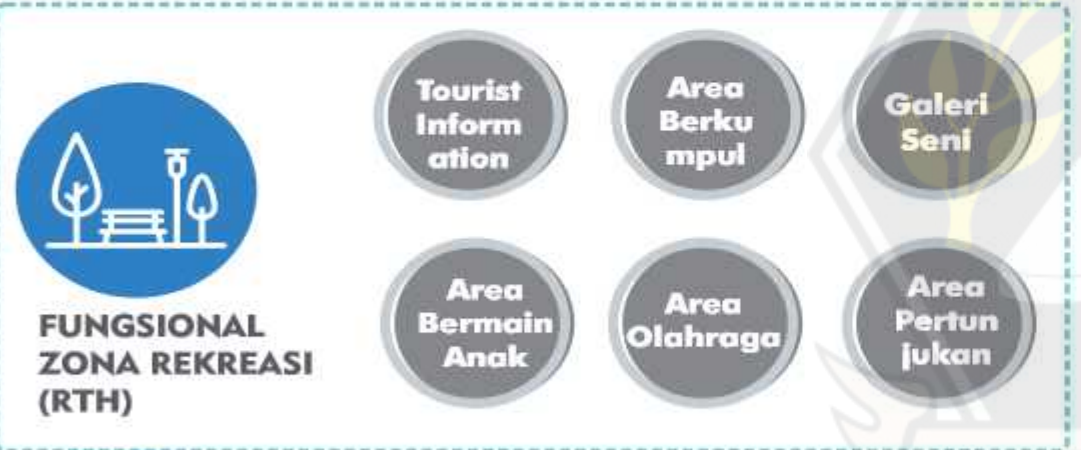 Tourist
Inform
ation
Area
Berku
mpul
Galeri
Seni
FUNGSIONAL
ZONA REKREASI
(RTH)
Area
Bermain
Anak
Area
Olahraga
Area
Pertun
jukan